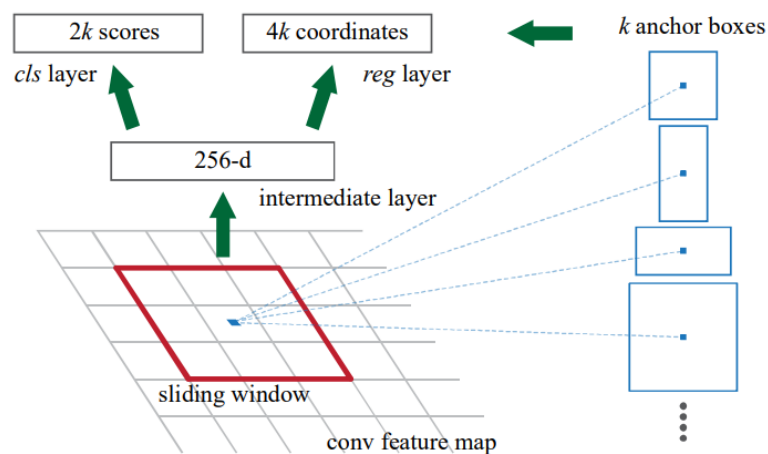 2k scores
4k coordinates
k anchor boxes
cls layer
reg layer
256-d
intermediate layer
sliding window
conv feature map